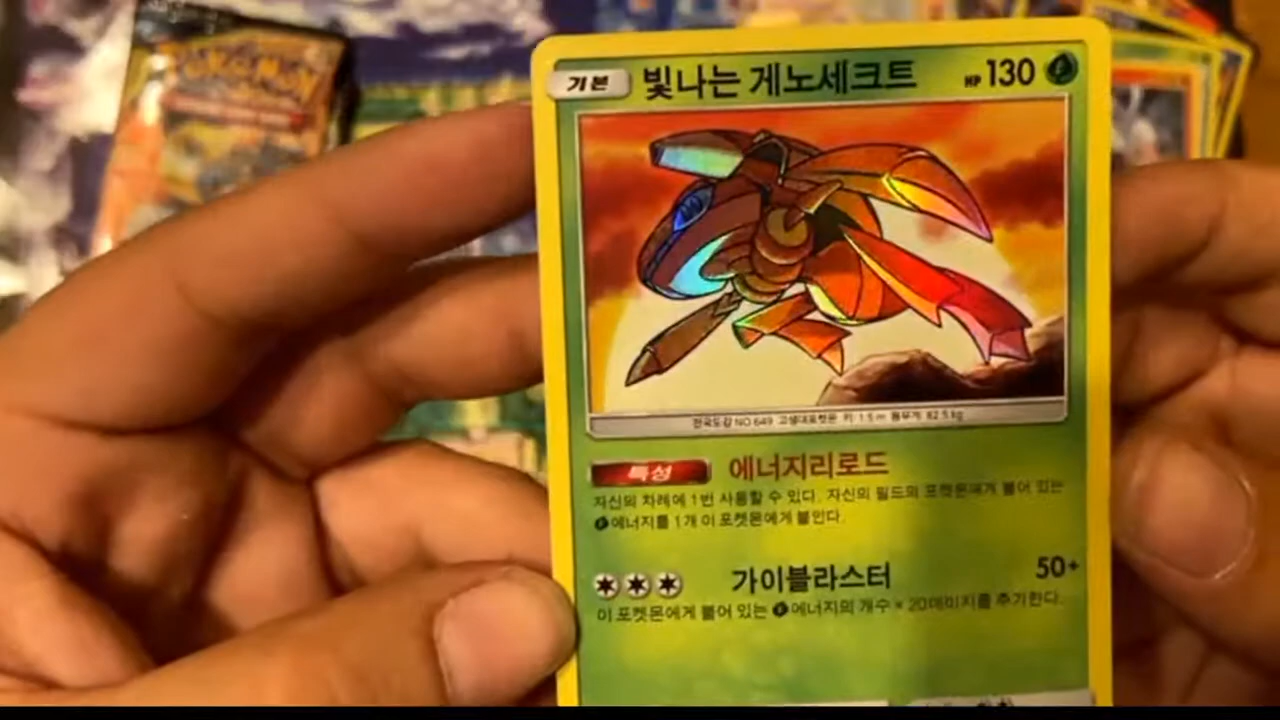 POKEMON
기본 빛나는 게노세크트 HP 130
전국도감 NO.649 고생대포켓몬 키 1.5 m 몸무게 82.5 kg
특성 에너지리로드
자신의 차례에 1번 사용할 수 있다. 자신의 필드의 포켓몬에게 붙어 있는
에너지를 1개 이 포켓몬에게 붙인다.
가이블라스터 50+
이 포켓몬에게 붙어 있는 에너지의 개수 × 20데미지를 추가한다.